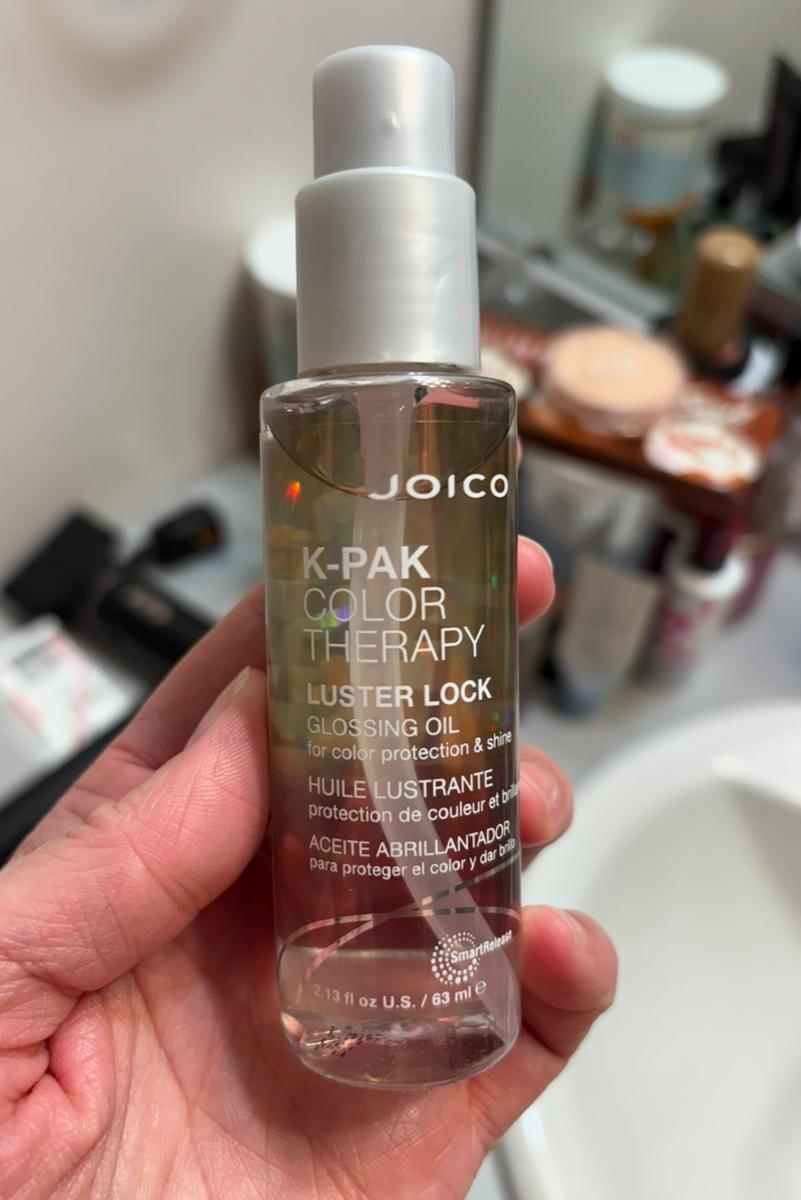 JOICO
K-PAK
COLOR
THERAPY
LUSTER LOCK
GLOSSING OIL
for color protection & shine
HUILE LUSTRANTE
protection de couleur et
ACEITE ABRILLANTADOR
para proteger el color y dar brillo
SmartRelease
2.13 fl oz U.S. / 63 ml ℮